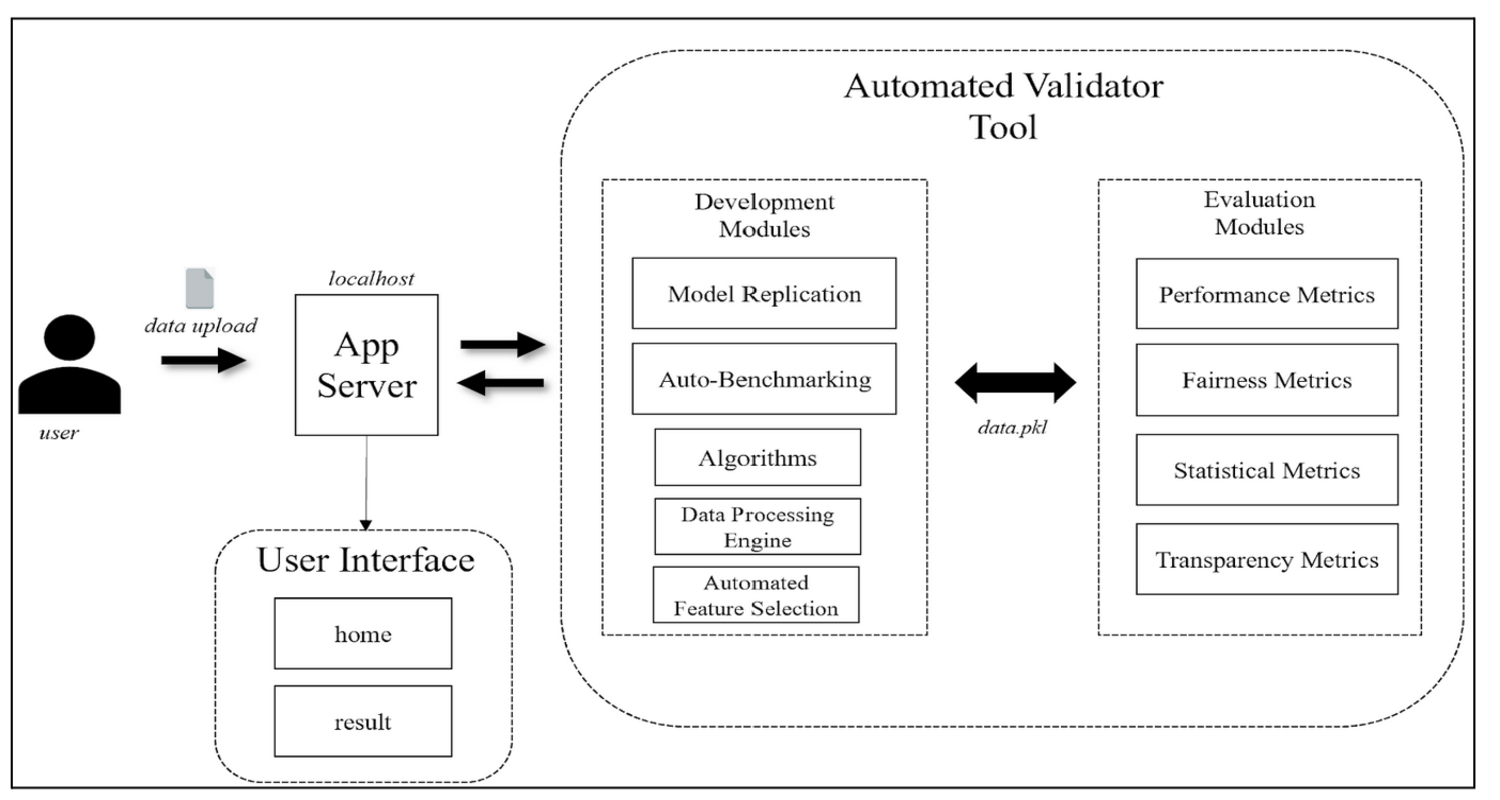 Automated Validator
Tool
Development
Modules
Model Replication
Auto-Benchmarking
Algorithms
Data Processing
Engine
Automated
Feature Selection
data.pkl
Evaluation
Modules
Performance Metrics
Fairness Metrics
Statistical Metrics
Transparency Metrics
localhost
App
Server
data upload
user
User Interface
home
result